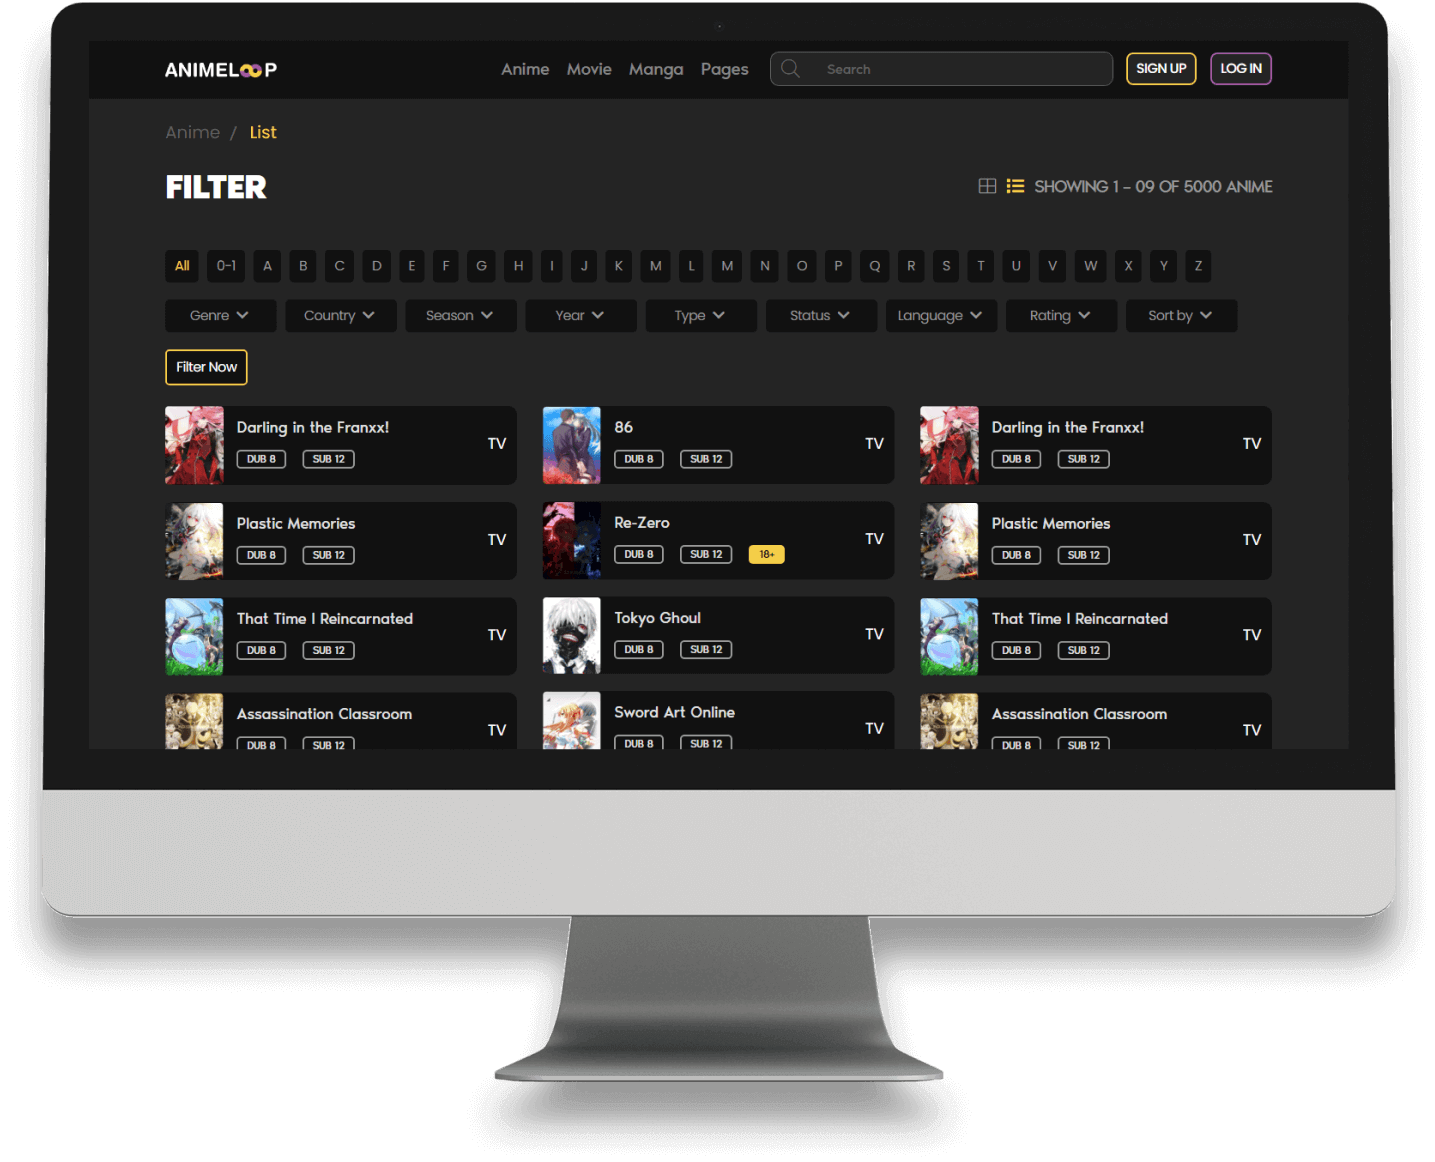 ANIMELOOP Anime Movie Manga Pages Search SIGN UP LOG IN
Anime / List
FILTER SHOWING 1 - 09 OF 5000 ANIME
All 0-1 A B C D E F G H I J K M L M N O P Q R S T U V W X Y Z
Genre Country Season Year Type Status Language Rating Sort by
Filter Now
Darling in the Franxx! TV
DUB 8 SUB 12
86 TV
DUB 8 SUB 12
Darling in the Franxx! TV
DUB 8 SUB 12
Plastic Memories TV
DUB 8 SUB 12
Re-Zero TV
DUB 8 SUB 12 18+
Plastic Memories TV
DUB 8 SUB 12
That Time I Reincarnated TV
DUB 8 SUB 12
Tokyo Ghoul TV
DUB 8 SUB 12
That Time I Reincarnated TV
DUB 8 SUB 12
Assassination Classroom TV
DUB 8 SUB 12
Sword Art Online TV
DUB 8 SUB 12
Assassination Classroom TV
DUB 8 SUB 12